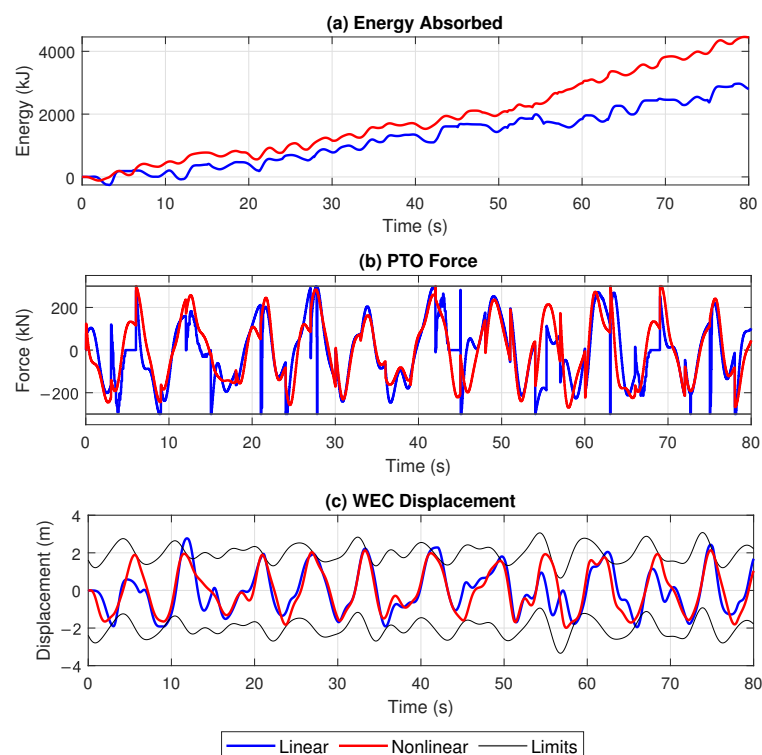 (a) Energy Absorbed
Energy (kJ)
4000
2000
0
0 10 20 30 40 50 60 70 80
Time (s)
(b) PTO Force
Force (kN)
200
0
−200
0 10 20 30 40 50 60 70 80
Time (s)
(c) WEC Displacement
Displacement (m)
4
2
0
−2
−4
0 10 20 30 40 50 60 70 80
Time (s)
Linear Nonlinear Limits